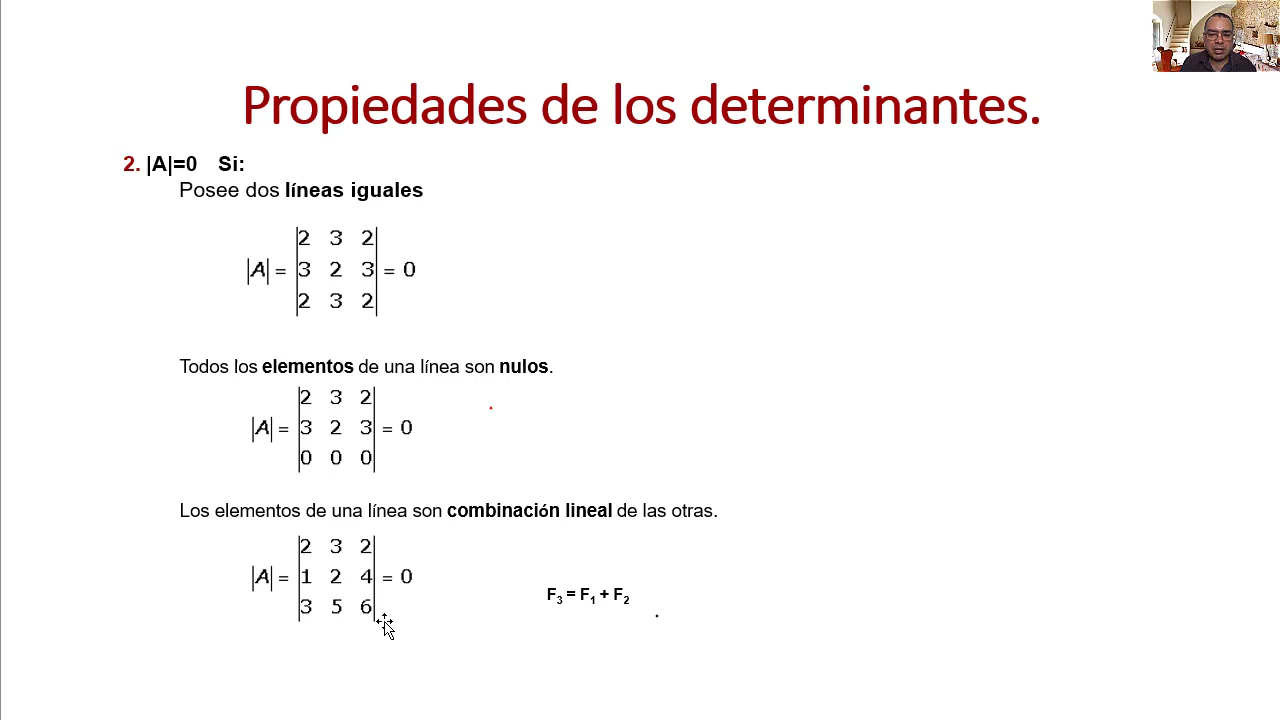 Propiedades de los determinantes.
2. |A|=0 Si:
Posee dos líneas iguales
2 3 2
|A| = 3 2 3 = 0
2 3 2
Todos los elementos de una línea son nulos.
2 3 2
|A| = 3 2 3 = 0
0 0 0
Los elementos de una línea son combinación lineal de las otras.
2 3 2
|A| = 1 2 4 = 0
3 5 6
F3 = F1 + F2